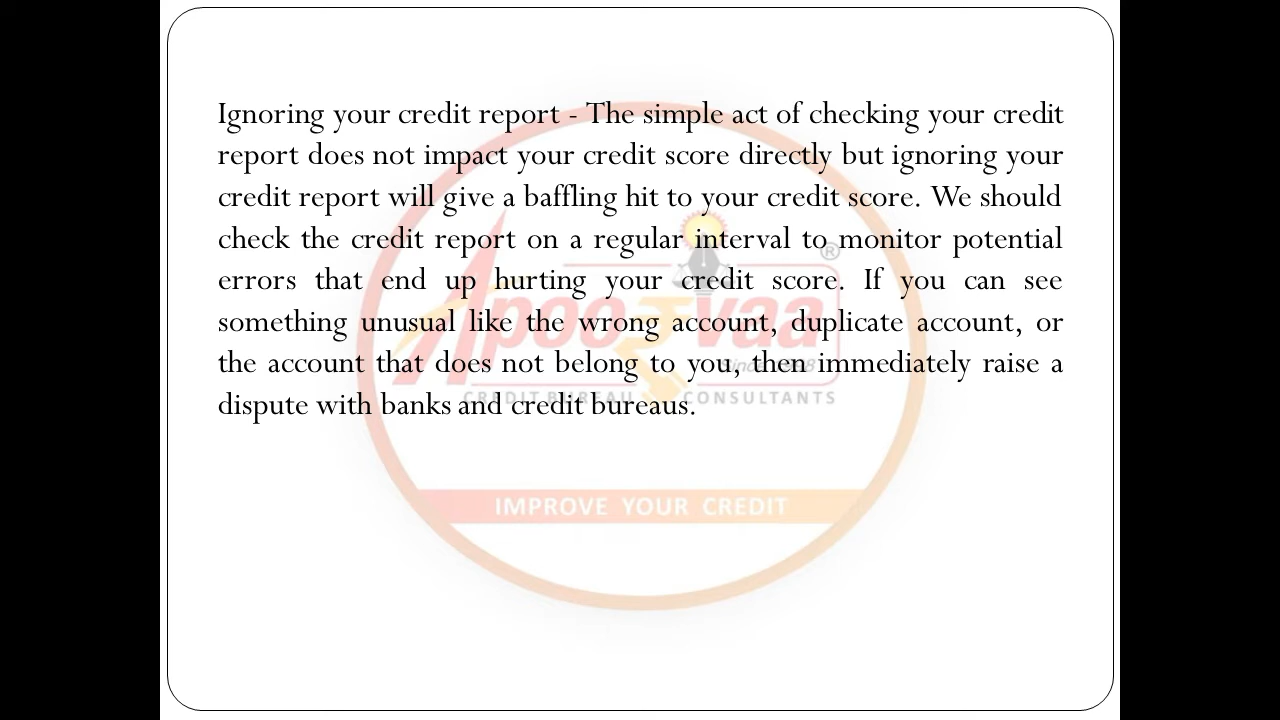 Ignoring your credit report - The simple act of checking your credit
report does not impact your credit score directly but ignoring your
credit report will give a baffling hit to your credit score. We should
check the credit report on a regular interval to monitor potential
errors that end up hurting your credit score. If you can see
something unusual like the wrong account, duplicate account, or
the account that does not belong to you, then immediately raise a
dispute with banks and credit bureaus.
®
Apoorvaa
CREDIT BUREAU CONSULTANTS
IMPROVE YOUR CREDIT